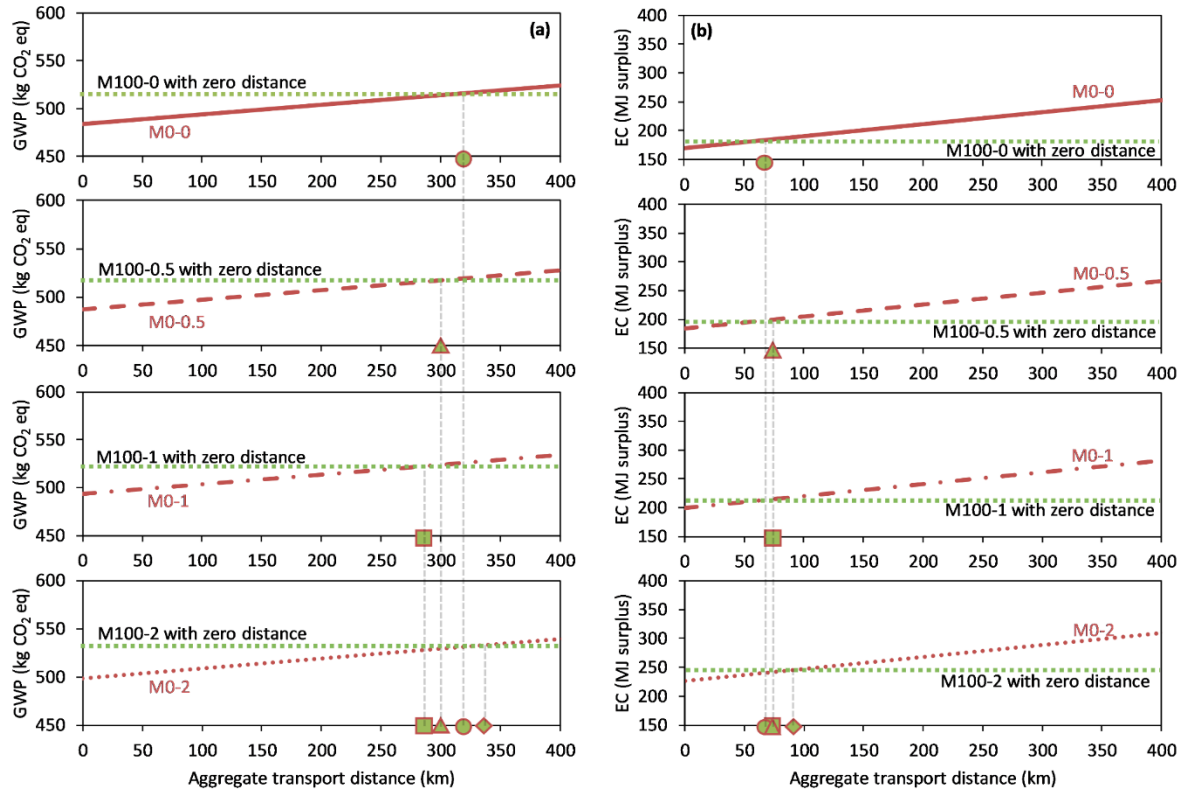 (a)
GWP (kg CO2 eq)
600
550
500
450
M100-0 with zero distance
M0-0
0 50 100 150 200 250 300 350 400
GWP (kg CO2 eq)
600
550
500
450
M100-0.5 with zero distance
M0-0.5
0 50 100 150 200 250 300 350 400
GWP (kg CO2 eq)
600
550
500
450
M100-1 with zero distance
M0-1
0 50 100 150 200 250 300 350 400
GWP (kg CO2 eq)
600
550
500
450
M100-2 with zero distance
M0-2
0 50 100 150 200 250 300 350 400
Aggregate transport distance (km)
(b)
EC (MJ surplus)
400
350
300
250
200
150
M0-0
M100-0 with zero distance
0 50 100 150 200 250 300 350 400
EC (MJ surplus)
400
350
300
250
200
150
M0-0.5
M100-0.5 with zero distance
0 50 100 150 200 250 300 350 400
EC (MJ surplus)
400
350
300
250
200
150
M0-1
M100-1 with zero distance
0 50 100 150 200 250 300 350 400
EC (MJ surplus)
400
350
300
250
200
150
M0-2
M100-2 with zero distance
0 50 100 150 200 250 300 350 400
Aggregate transport distance (km)